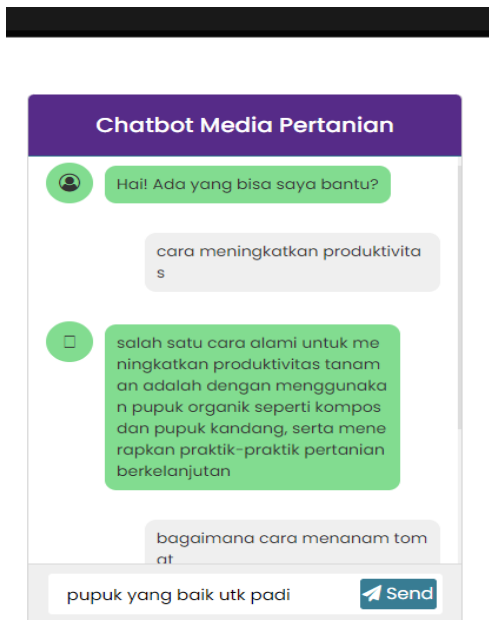 Chatbot Media Pertanian
Hai! Ada yang bisa saya bantu?
cara meningkatkan produktivita
s
salah satu cara alami untuk me
ningkatkan produktivitas tanam
an adalah dengan menggunaka
n pupuk organik seperti kompos
dan pupuk kandang, serta mene
rapkan praktik-praktik pertanian
berkelanjutan
bagaimana cara menanam tom
at
pupuk yang baik utk padi
Send